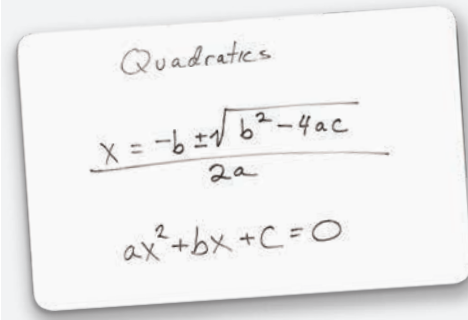 Quadratics
x = -b ±√b²-4ac
2a
ax²+bx+c=0